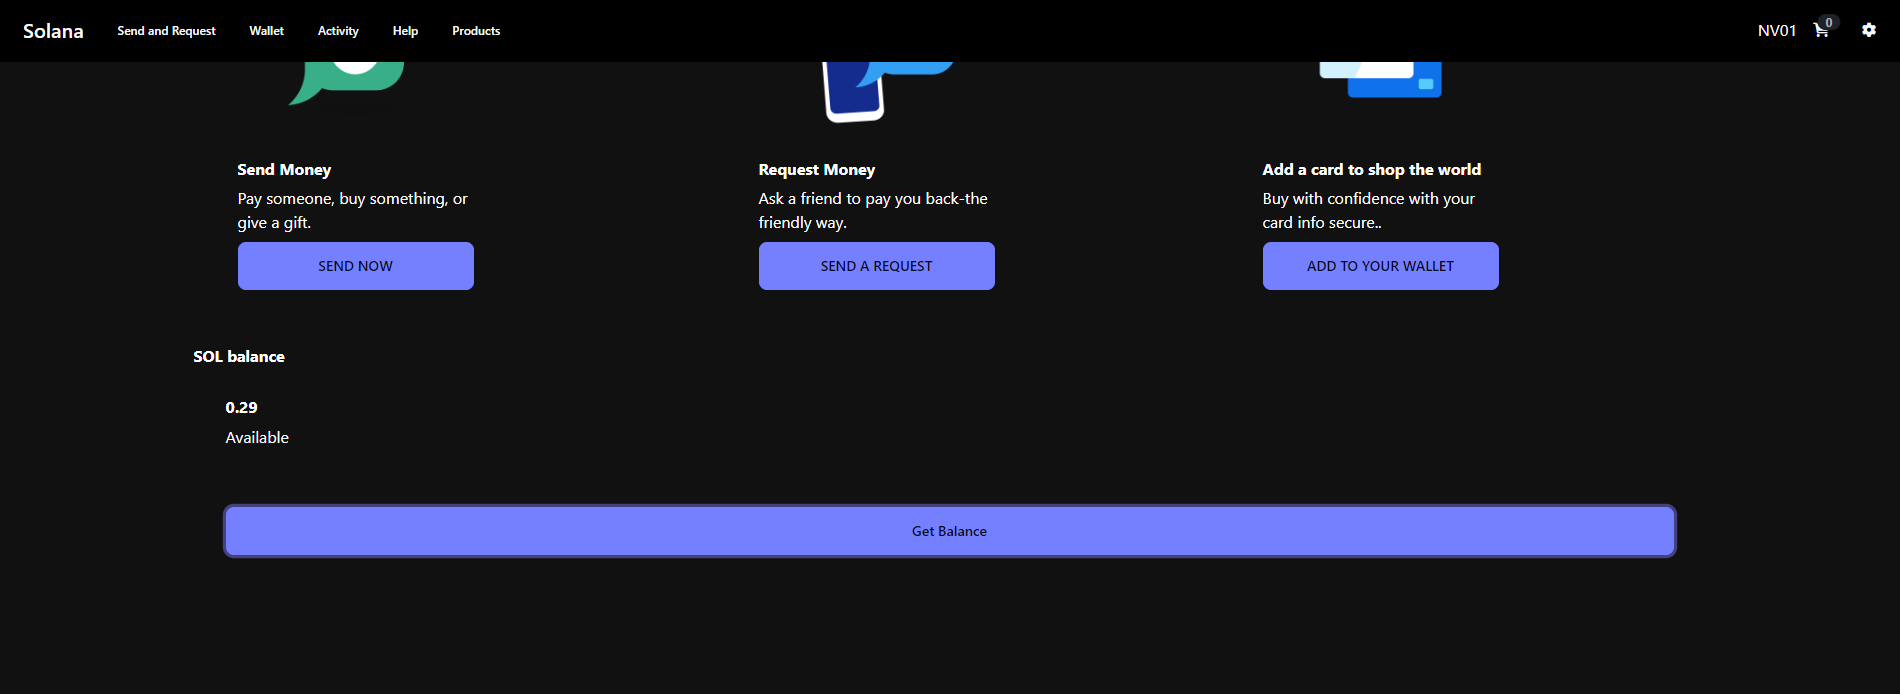 Solana
Send and Request
Wallet
Activity
Help
Products
NV01
0
Send Money
Pay someone, buy something, or
give a gift.
SEND NOW
Request Money
Ask a friend to pay you back-the
friendly way.
SEND A REQUEST
Add a card to shop the world
Buy with confidence with your
card info secure..
ADD TO YOUR WALLET
SOL balance
0.29
Available
Get Balance